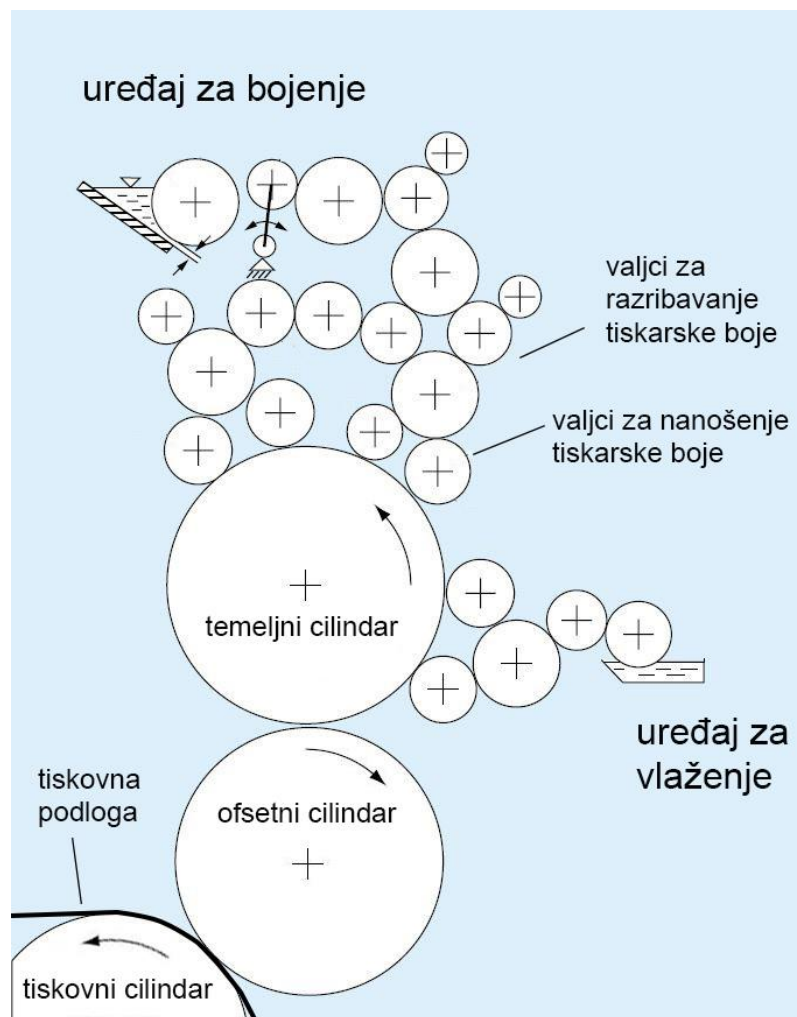 uređaj za bojenje
valjci za
razribavanje
tiskarske boje
valjci za nanošenje
tiskarske boje
temeljni cilindar
uređaj za
vlaženje
tiskovna
podloga
ofsetni cilindar
tiskovni cilindar